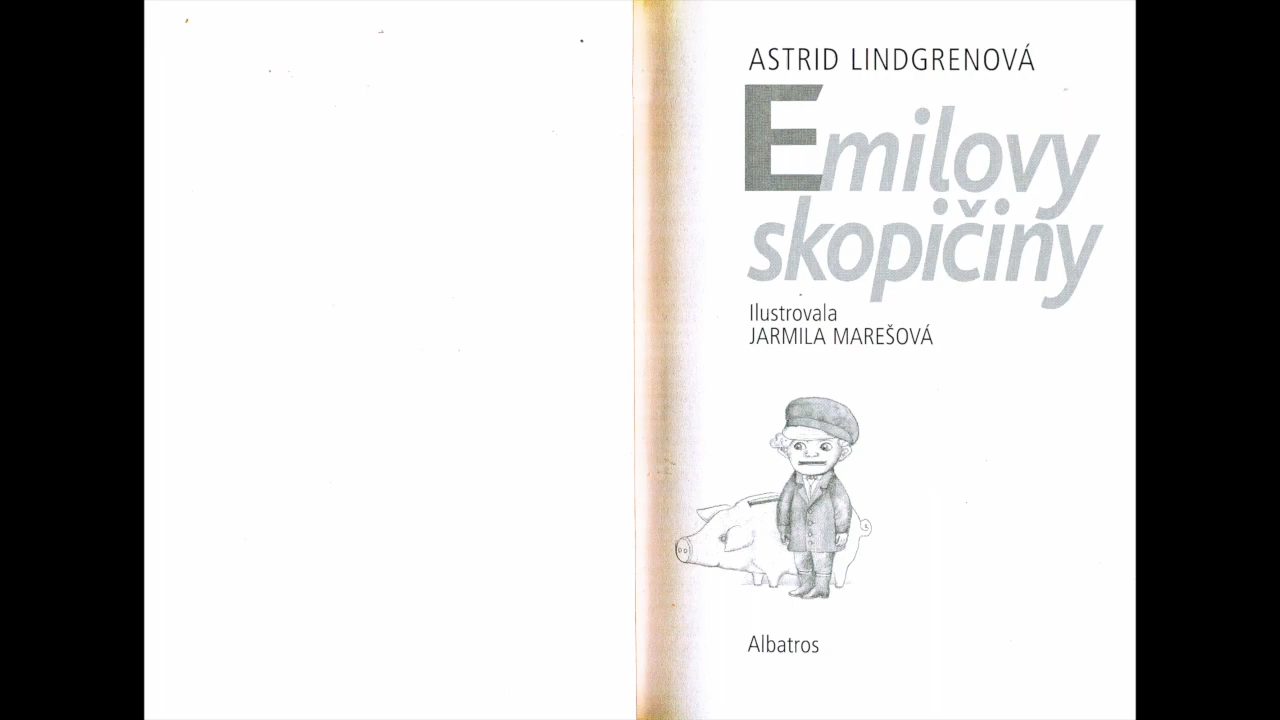 ASTRID LINDGRENOVÁ
Emilovy
skopičiny
Ilustrovala
JARMILA MAREŠOVÁ
Albatros